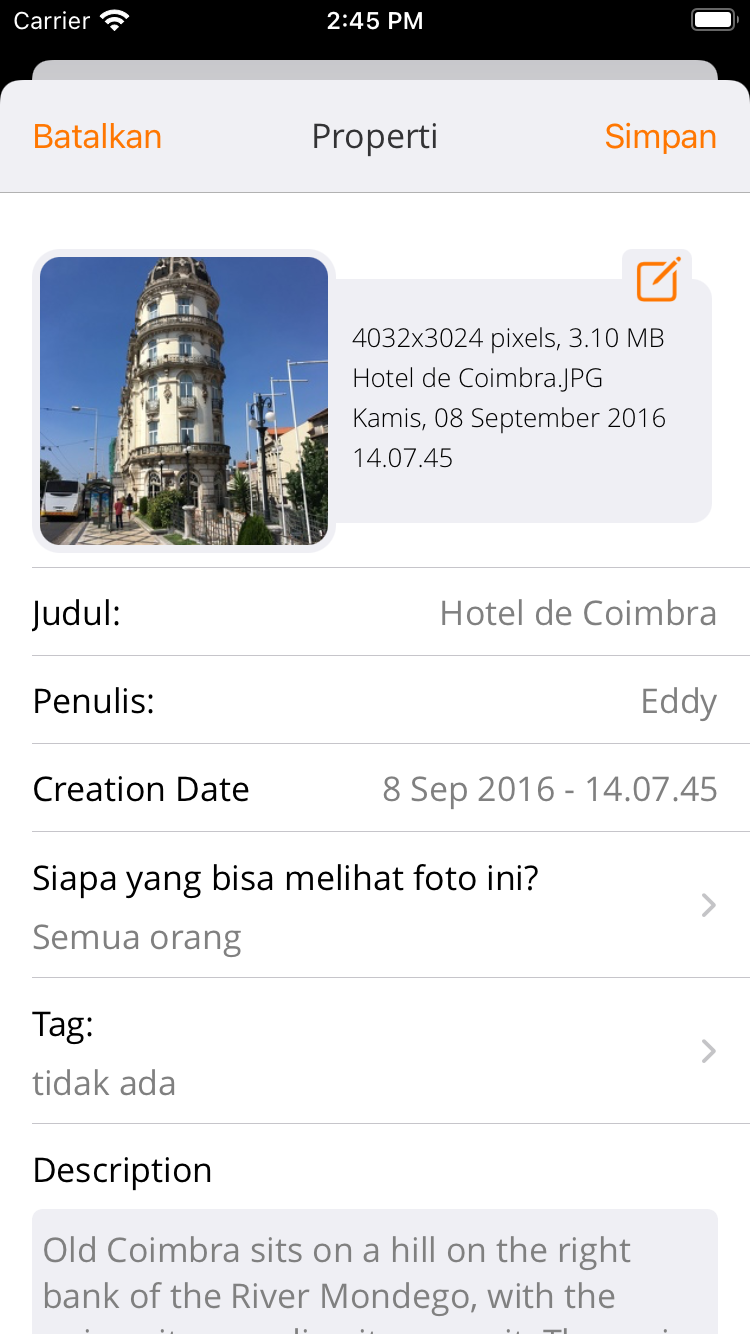 Carrier 2:45 PM
Batalkan Properti Simpan
4032x3024 pixels, 3.10 MB
Hotel de Coimbra.JPG
Kamis, 08 September 2016
14.07.45
Judul: Hotel de Coimbra
Penulis: Eddy
Creation Date 8 Sep 2016 - 14.07.45
Siapa yang bisa melihat foto ini?
Semua orang
Tag:
tidak ada
Description
Old Coimbra sits on a hill on the right
bank of the River Mondego, with the